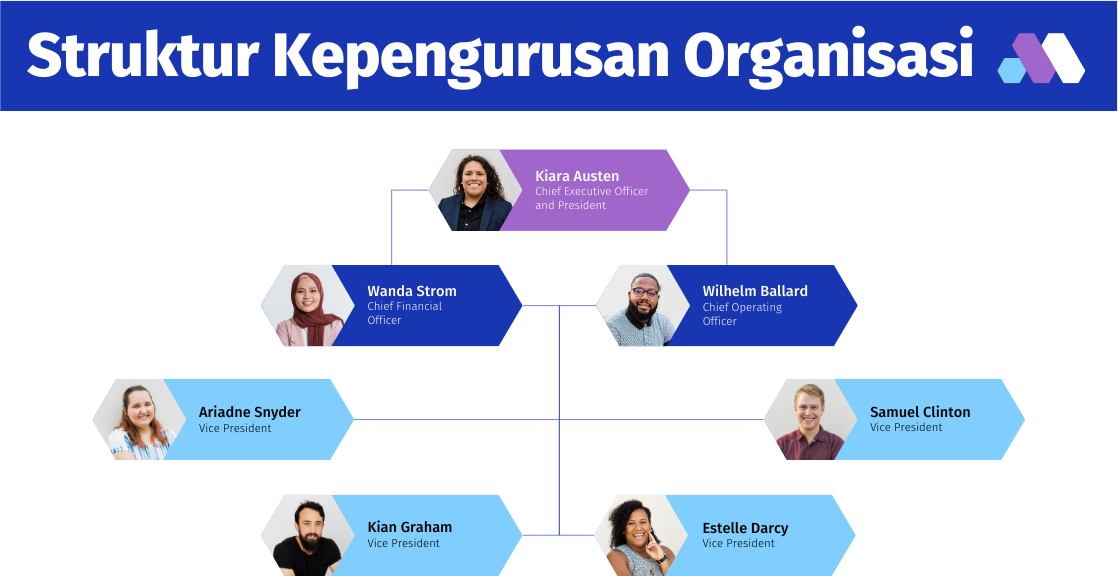 Struktur Kepengurusan Organisasi
Kiara Austen
Chief Executive Officer
and President
Wanda Strom
Chief Financial
Officer
Wilhelm Ballard
Chief Operating
Officer
Ariadne Snyder
Vice President
Samuel Clinton
Vice President
Kian Graham
Vice President
Estelle Darcy
Vice President